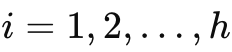 i = 1, 2, . . . , h